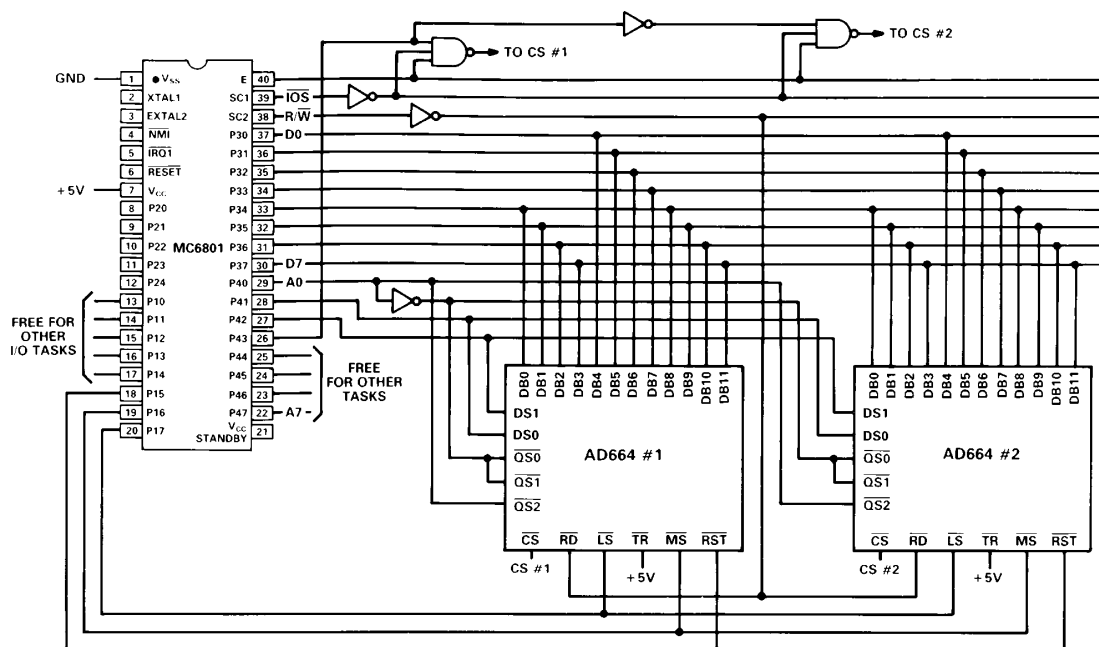 TO CS #1
TO CS #2
GND
+5V
FREE FOR
OTHER
I/O TASKS
1 VSS
2 XTAL1
3 EXTAL2
4 NMI
5 IRQ1
6 RESET
7 VCC
8 P20
9 P21
10 P22
11 P23
12 P24
13 P10
14 P11
15 P12
16 P13
17 P14
18 P15
19 P16
20 P17
MC6801
E 40
SC1 39 IOS
SC2 38 R/W
P30 37 D0
P31 36
P32 35
P33 34
P34 33
P35 32
P36 31
P37 30 D7
P40 29 A0
P41 28
P42 27
P43 26
P44 25
P45 24
P46 23
P47 22 A7
VCC
STANDBY 21
FREE
FOR OTHER
TASKS
DB0 DB1 DB2 DB3 DB4 DB5 DB6 DB7 DB8 DB9 DB10 DB11
DS1
DS0
QS0
QS1
QS2
AD664 #1
CS RD LS TR MS RST
CS #1
+5V
DB0 DB1 DB2 DB3 DB4 DB5 DB6 DB7 DB8 DB9 DB10 DB11
DS1
DS0
QS0
QS1
QS2
AD664 #2
CS RD LS TR MS RST
CS #2
+5V